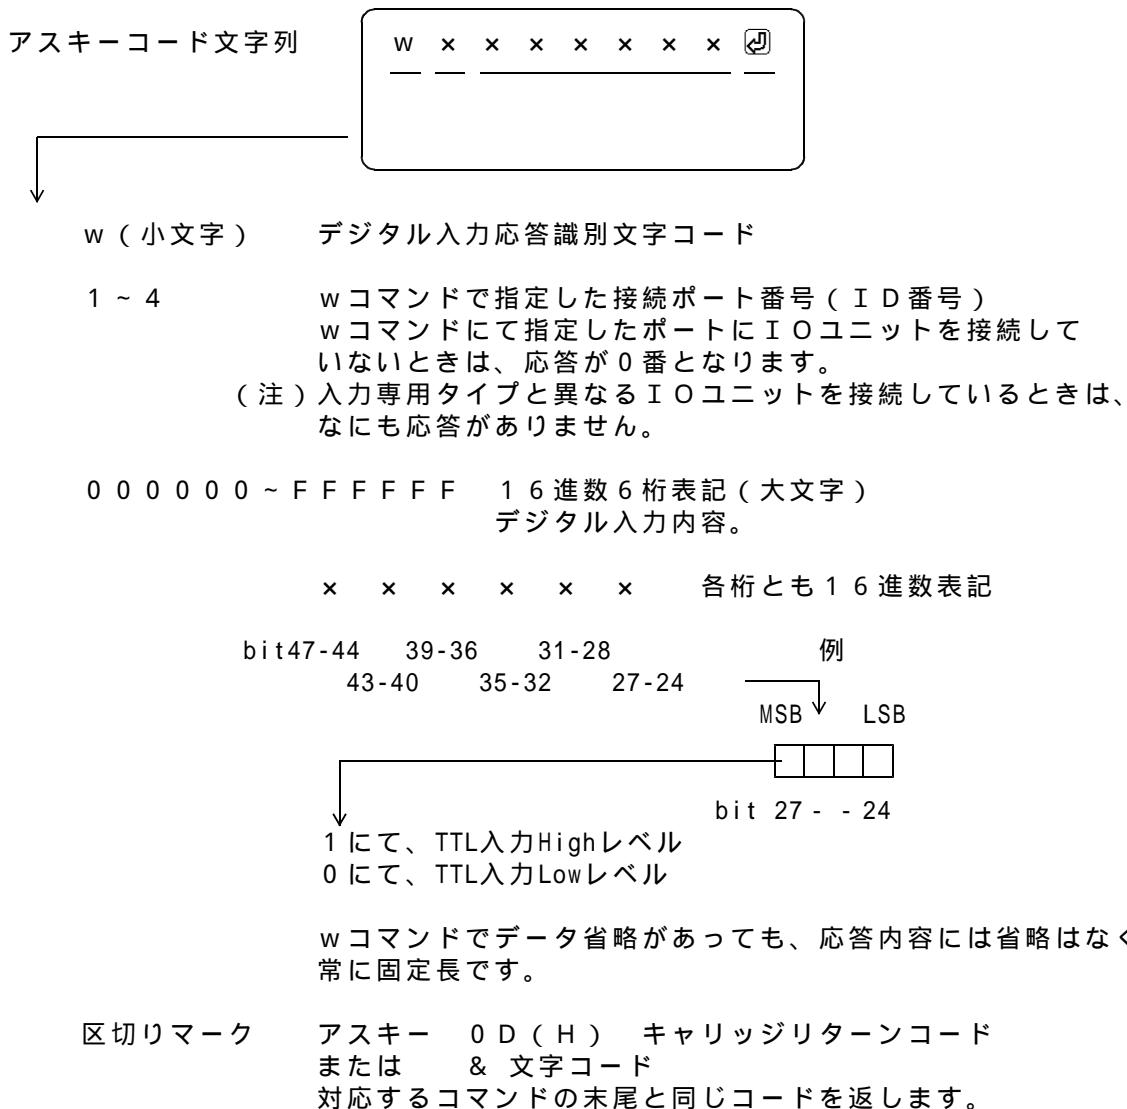 アスキーコード文字列 w × × × × × × ×
w(小文字) デジタル入力応答識別文字コード
1~4 wコマンドで指定した接続ポート番号(ID番号)
wコマンドにて指定したポートにIOユニットを接続して
いないときは、応答が0番となります。
(注)入力専用タイプと異なるIOユニットを接続しているときは、
なにも応答がありません。
000000~FFFFFF 16進数6桁表記(大文字)
デジタル入力内容。
× × × × × × 各桁とも16進数表記
bit47-44 39-36 31-28 例
43-40 35-32 27-24
MSB LSB
bit 27 - - 24
1にて、TTL入力Highレベル
0にて、TTL入力Lowレベル
wコマンドでデータ省略があっても、応答内容には省略はなく
常に固定長です。
区切りマーク アスキー 0D(H) キャリッジリターンコード
または & 文字コード
対応するコマンドの末尾と同じコードを返します。